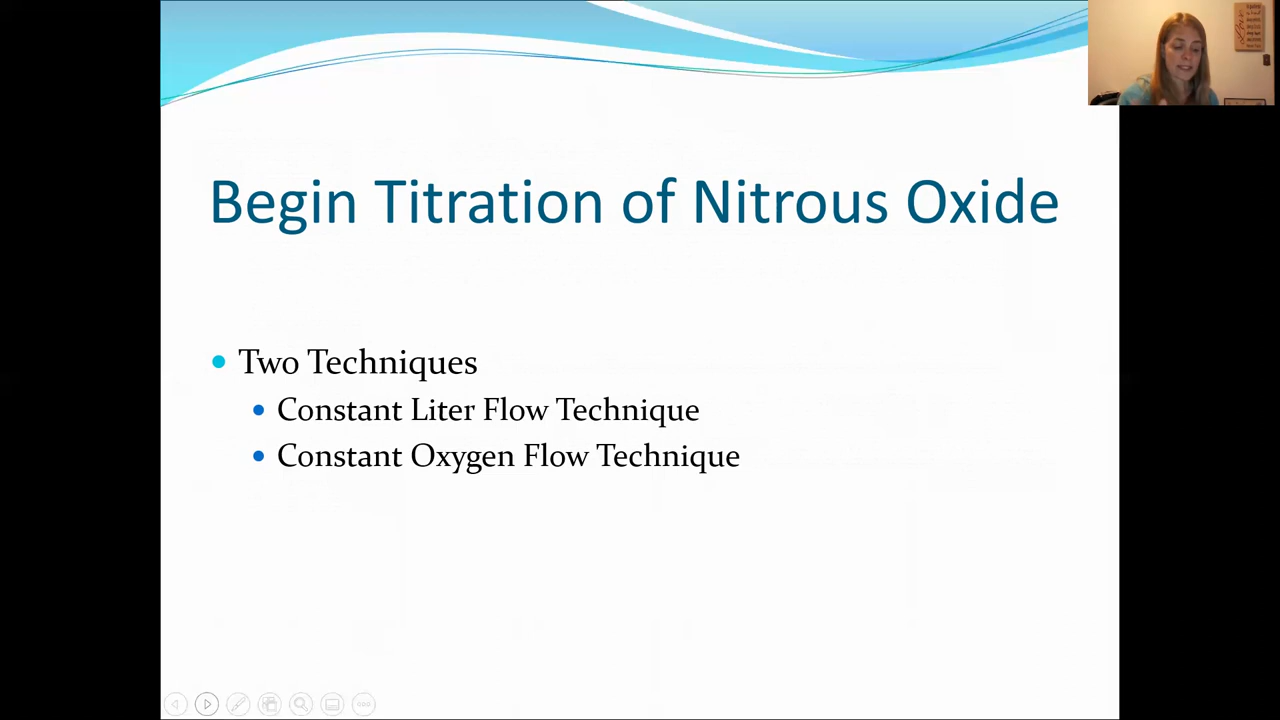 Begin Titration of Nitrous Oxide
Two Techniques
Constant Liter Flow Technique
Constant Oxygen Flow Technique